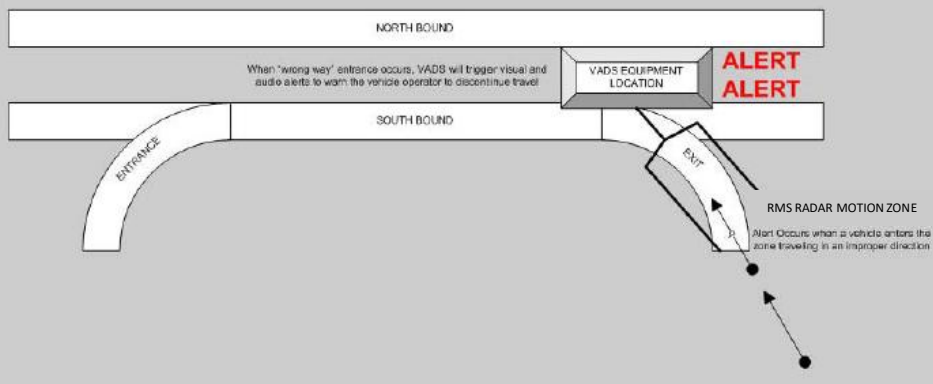 NORTH BOUND
When "wrong way" entrance occurs, VADS will trigger visual and
audio alerts to warn the vehicle operator to discontinue travel
VADS EQUIPMENT
LOCATION
ALERT
ALERT
SOUTH BOUND
ENTRANCE
EXIT
RMS RADAR MOTION ZONE
Alert Occurs when a vehicle enters the
zone traveling in an improper direction